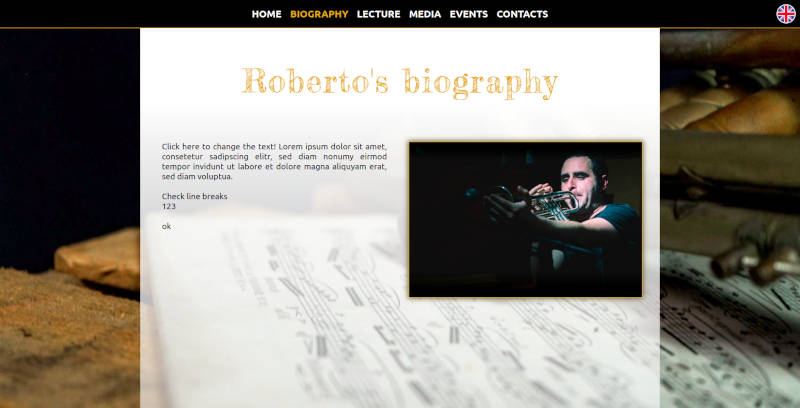 HOME BIOGRAPHY LECTURE MEDIA EVENTS CONTACTS
Roberto's biography
Click here to change the text! Lorem ipsum dolor sit amet,
consetetur sadipscing elitr, sed diam nonumy eirmod
tempor invidunt ut labore et dolore magna aliquyam erat,
sed diam voluptua.
Check line breaks
123
ok